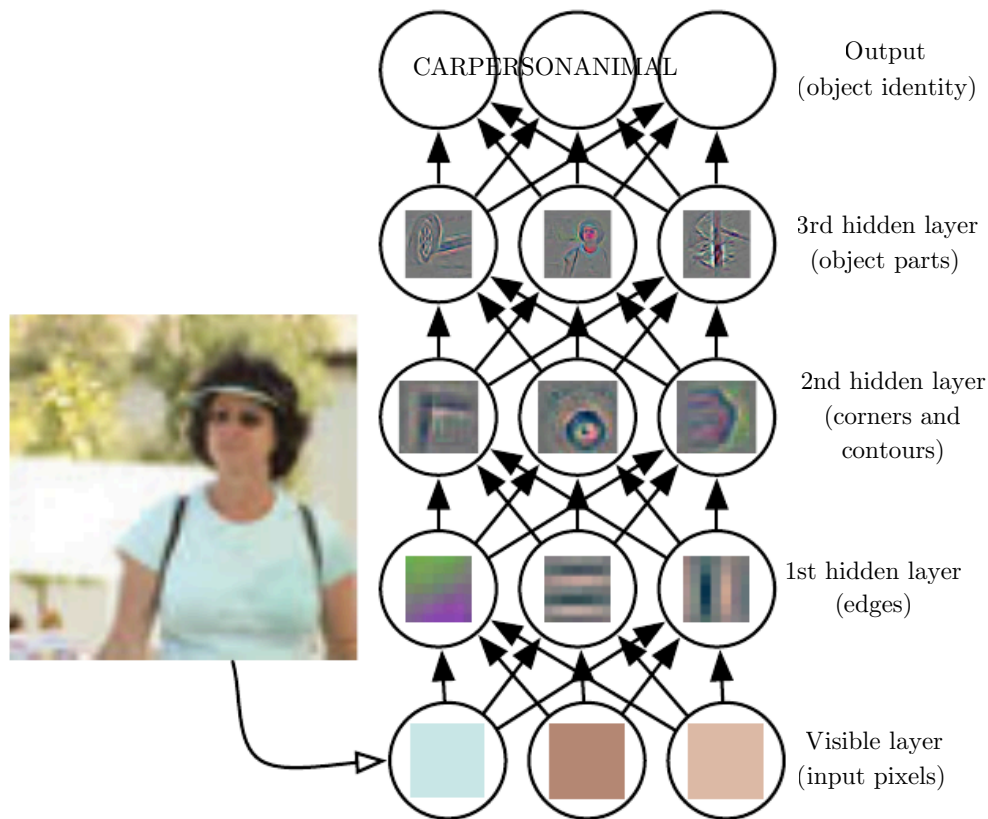 CARPERSONANIMAL
Output
(object identity)
3rd hidden layer
(object parts)
2nd hidden layer
(corners and
contours)
1st hidden layer
(edges)
Visible layer
(input pixels)